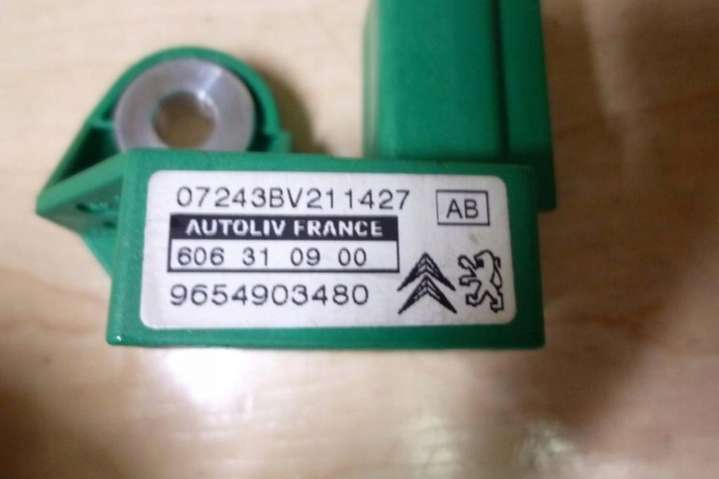 07243BV211427
AB
AUTOLIV FRANCE
606 31 09 00
9654903480